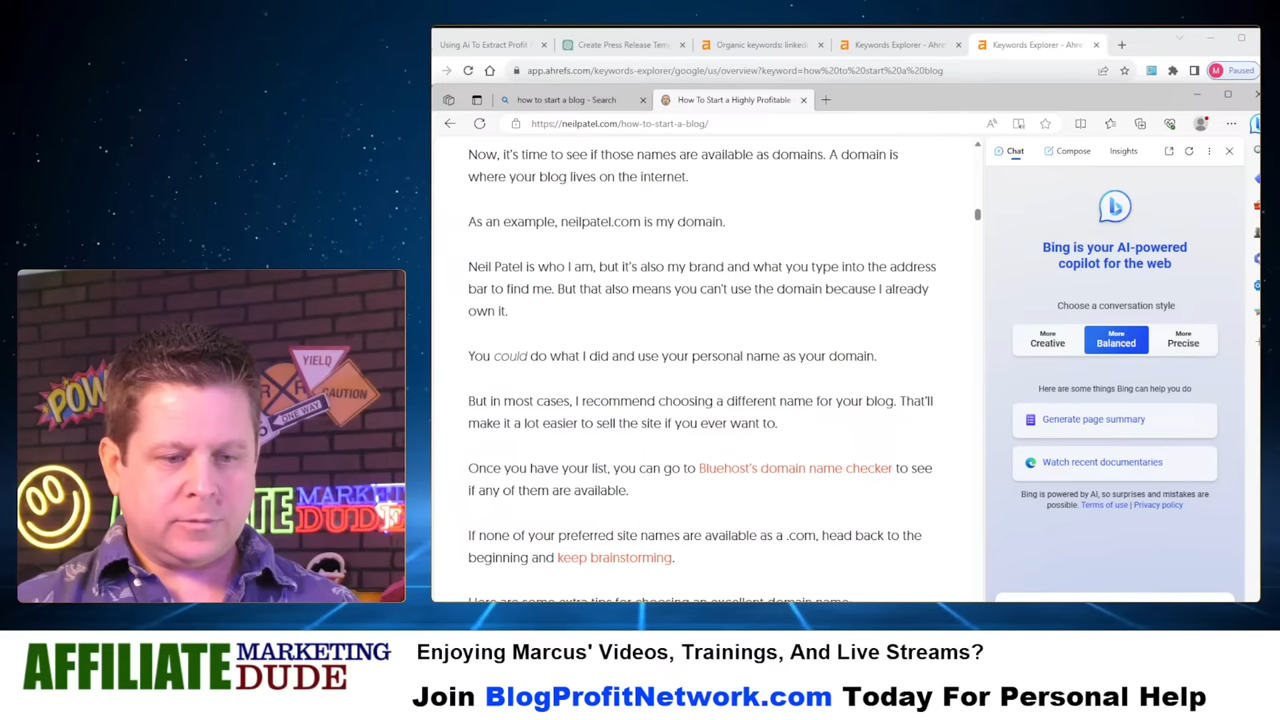 Using Ai To Extract Profit
Create Press Release Tem
Organic keywords: linked
Keywords Explorer - Ahre
Keywords Explorer - Ahre
app.ahrefs.com/keywords-explorer/google/us/overview?keyword=how%20to%20start%20a%20blog
M Paused
how to start a blog - Search
How To Start a Highly Profitable
https://neilpatel.com/how-to-start-a-blog/
Now, it's time to see if those names are available as domains. A domain is
where your blog lives on the internet.
As an example, neilpatel.com is my domain.
Neil Patel is who I am, but it's also my brand and what you type into the address
bar to find me. But that also means you can't use the domain because I already
own it.
You could do what I did and use your personal name as your domain.
But in most cases, I recommend choosing a different name for your blog. That'll
make it a lot easier to sell the site if you ever want to.
Once you have your list, you can go to Bluehost's domain name checker to see
if any of them are available.
If none of your preferred site names are available as a .com, head back to the
beginning and keep brainstorming.
Here are some extra tips for choosing an excellent domain name
Chat
Compose
Insights
Bing is your AI-powered
copilot for the web
Choose a conversation style
More
Creative
More
Balanced
More
Precise
Here are some things Bing can help you do
Generate page summary
Watch recent documentaries
Bing is powered by AI, so surprises and mistakes are
possible. Terms of use | Privacy policy
POW
YIELD
CAUTION
ONE WAY
MARKET
DUDE
AFFILIATE MARKETING
DUDE
Enjoying Marcus' Videos, Trainings, And Live Streams?
Join BlogProfitNetwork.com Today For Personal Help